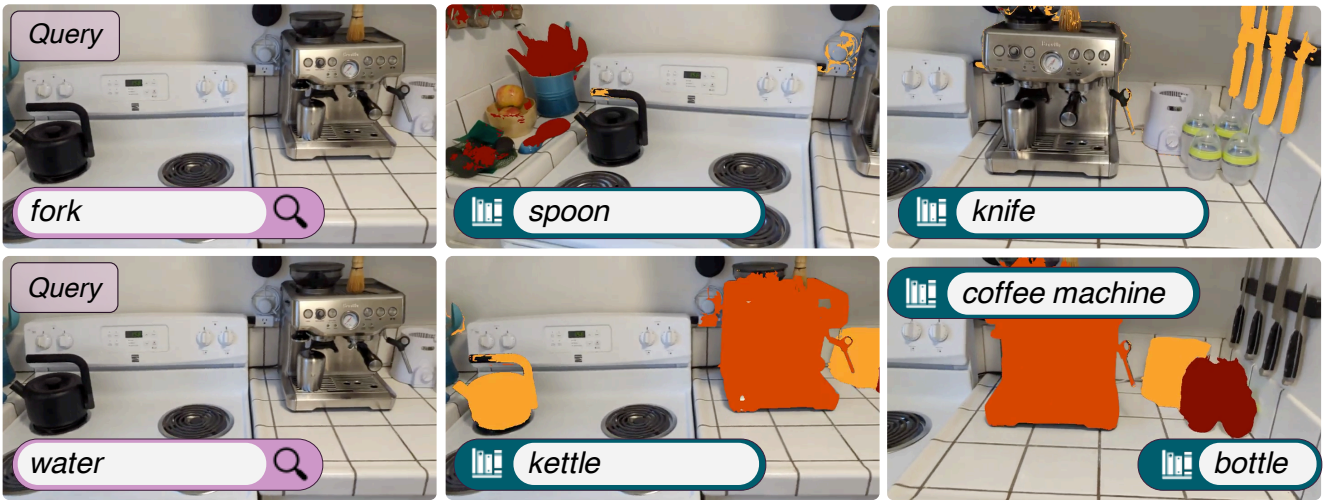 Query
fork
spoon
knife
Query
water
kettle
coffee machine
bottle